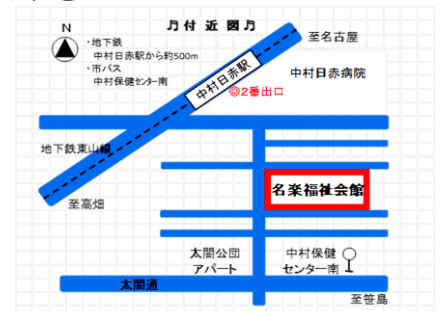 N
付近図
・地下鉄
中村日赤駅から約500m
・市バス
中村保健センター南
至名古屋
中村日赤病院
中村日赤駅
◎2番出口
地下鉄東山線
至高畑
名楽福祉会館
太閤公団
アパート
中村保健
センター南
太閤通
至笹島